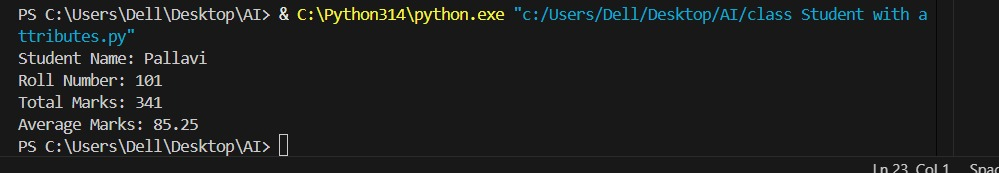 PS C:\Users\Dell\Desktop\AI> & C:\Python314\python.exe "c:/Users/Dell/Desktop/AI/class Student with a
ttributes.py"
Student Name: Pallavi
Roll Number: 101
Total Marks: 341
Average Marks: 85.25
PS C:\Users\Dell\Desktop\AI>
Ln 23, Col 1